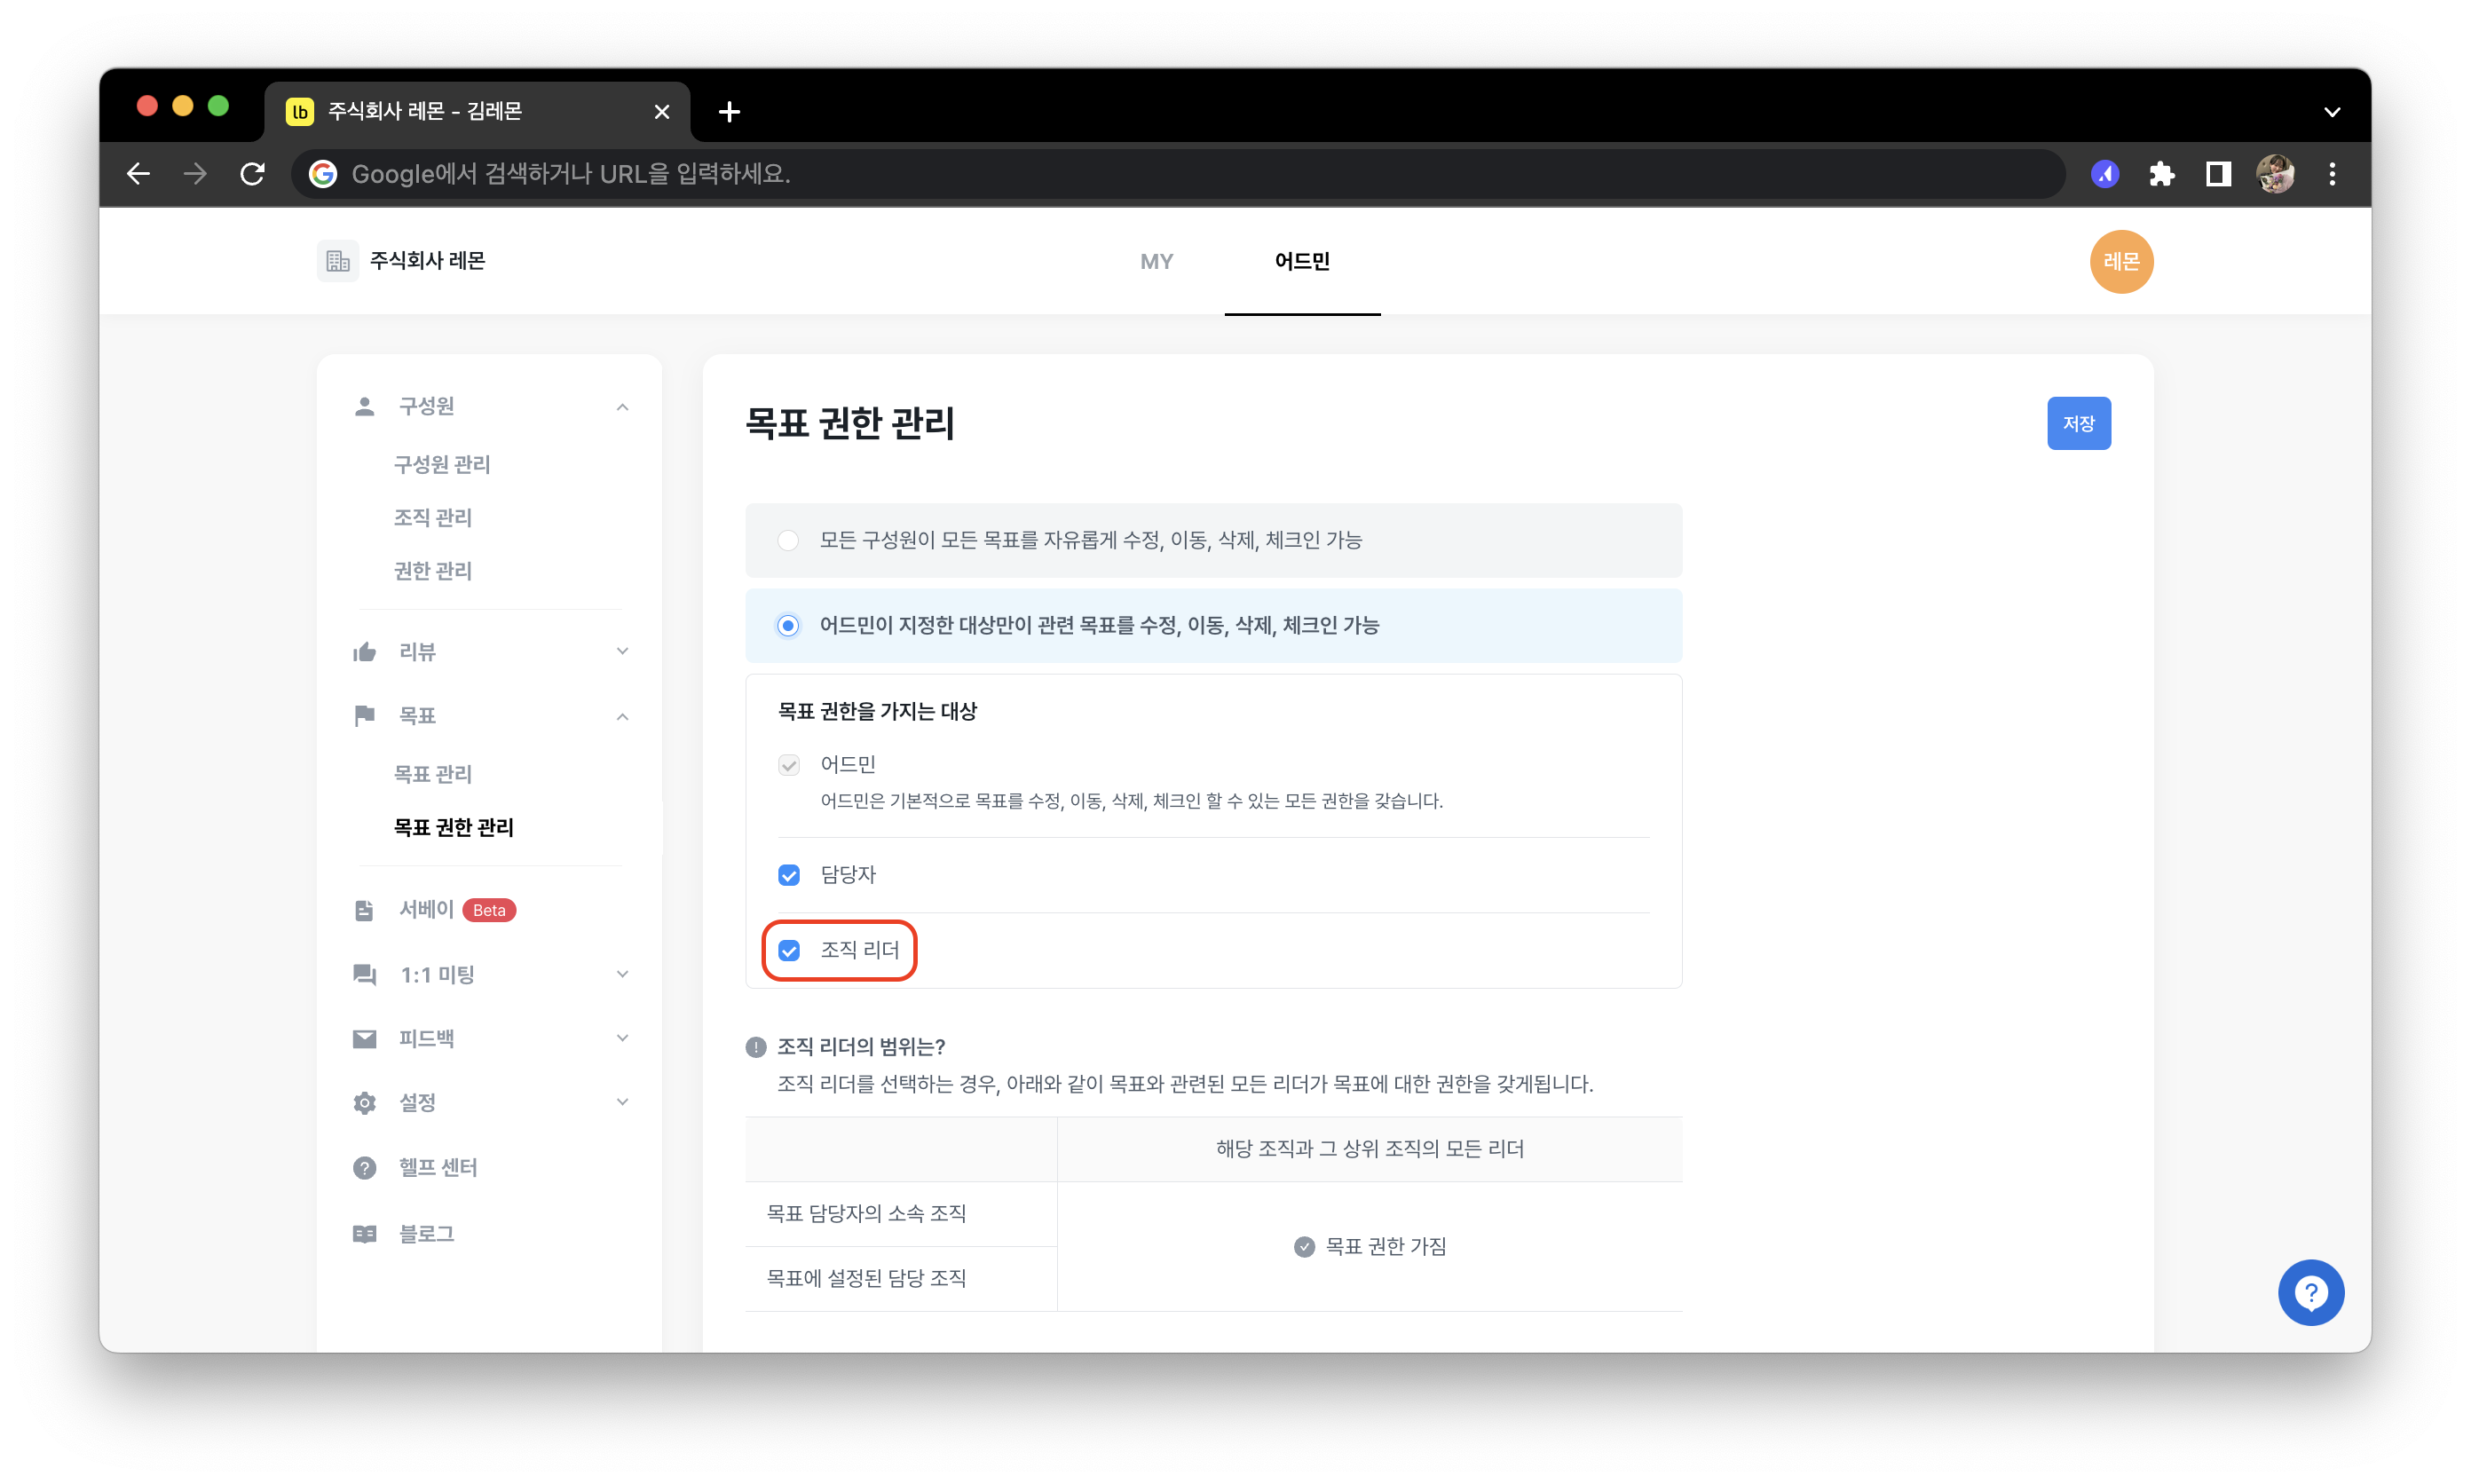 lb 주식회사 레몬 - 김레몬
Google에서 검색하거나 URL을 입력하세요.
주식회사 레몬
MY
어드민
레몬
구성원
구성원 관리
조직 관리
권한 관리
리뷰
목표
목표 관리
목표 권한 관리
서베이 Beta
1:1 미팅
피드백
설정
헬프 센터
블로그
목표 권한 관리
저장
모든 구성원이 모든 목표를 자유롭게 수정, 이동, 삭제, 체크인 가능
어드민이 지정한 대상만이 관련 목표를 수정, 이동, 삭제, 체크인 가능
목표 권한을 가지는 대상
어드민
어드민은 기본적으로 목표를 수정, 이동, 삭제, 체크인 할 수 있는 모든 권한을 갖습니다.
담당자
조직 리더
조직 리더의 범위는?
조직 리더를 선택하는 경우, 아래와 같이 목표와 관련된 모든 리더가 목표에 대한 권한을 갖게됩니다.
해당 조직과 그 상위 조직의 모든 리더
목표 담당자의 소속 조직
목표 권한 가짐
목표에 설정된 담당 조직